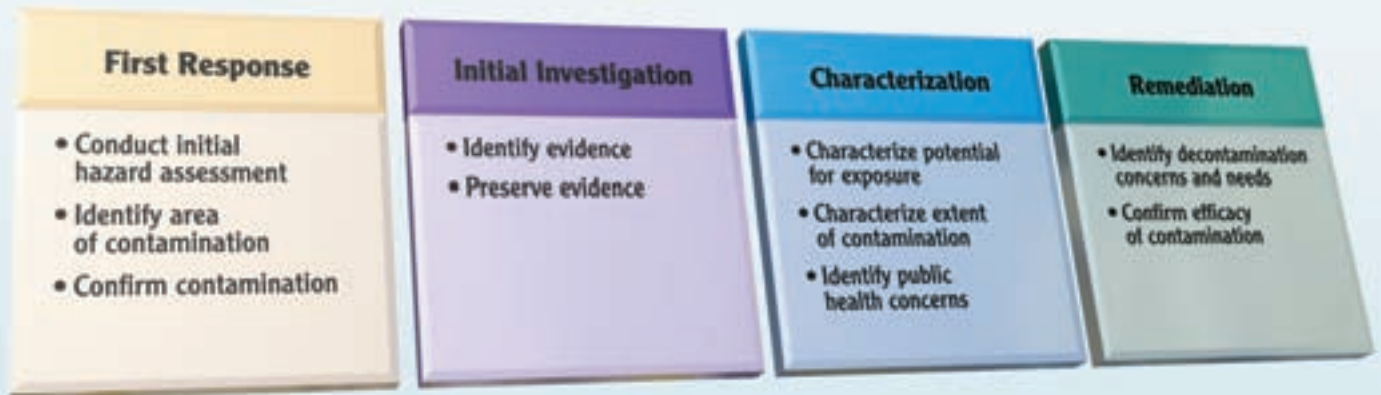 First Response
• Conduct initial
hazard assessment
• Identify area
of contamination
• Confirm contamination
Initial Investigation
• Identify evidence
• Preserve evidence
Characterization
• Characterize potential
for exposure
• Characterize extent
of contamination
• Identify public
health concerns
Remediation
• Identify decontamination
concerns and needs
• Confirm efficacy
of contamination